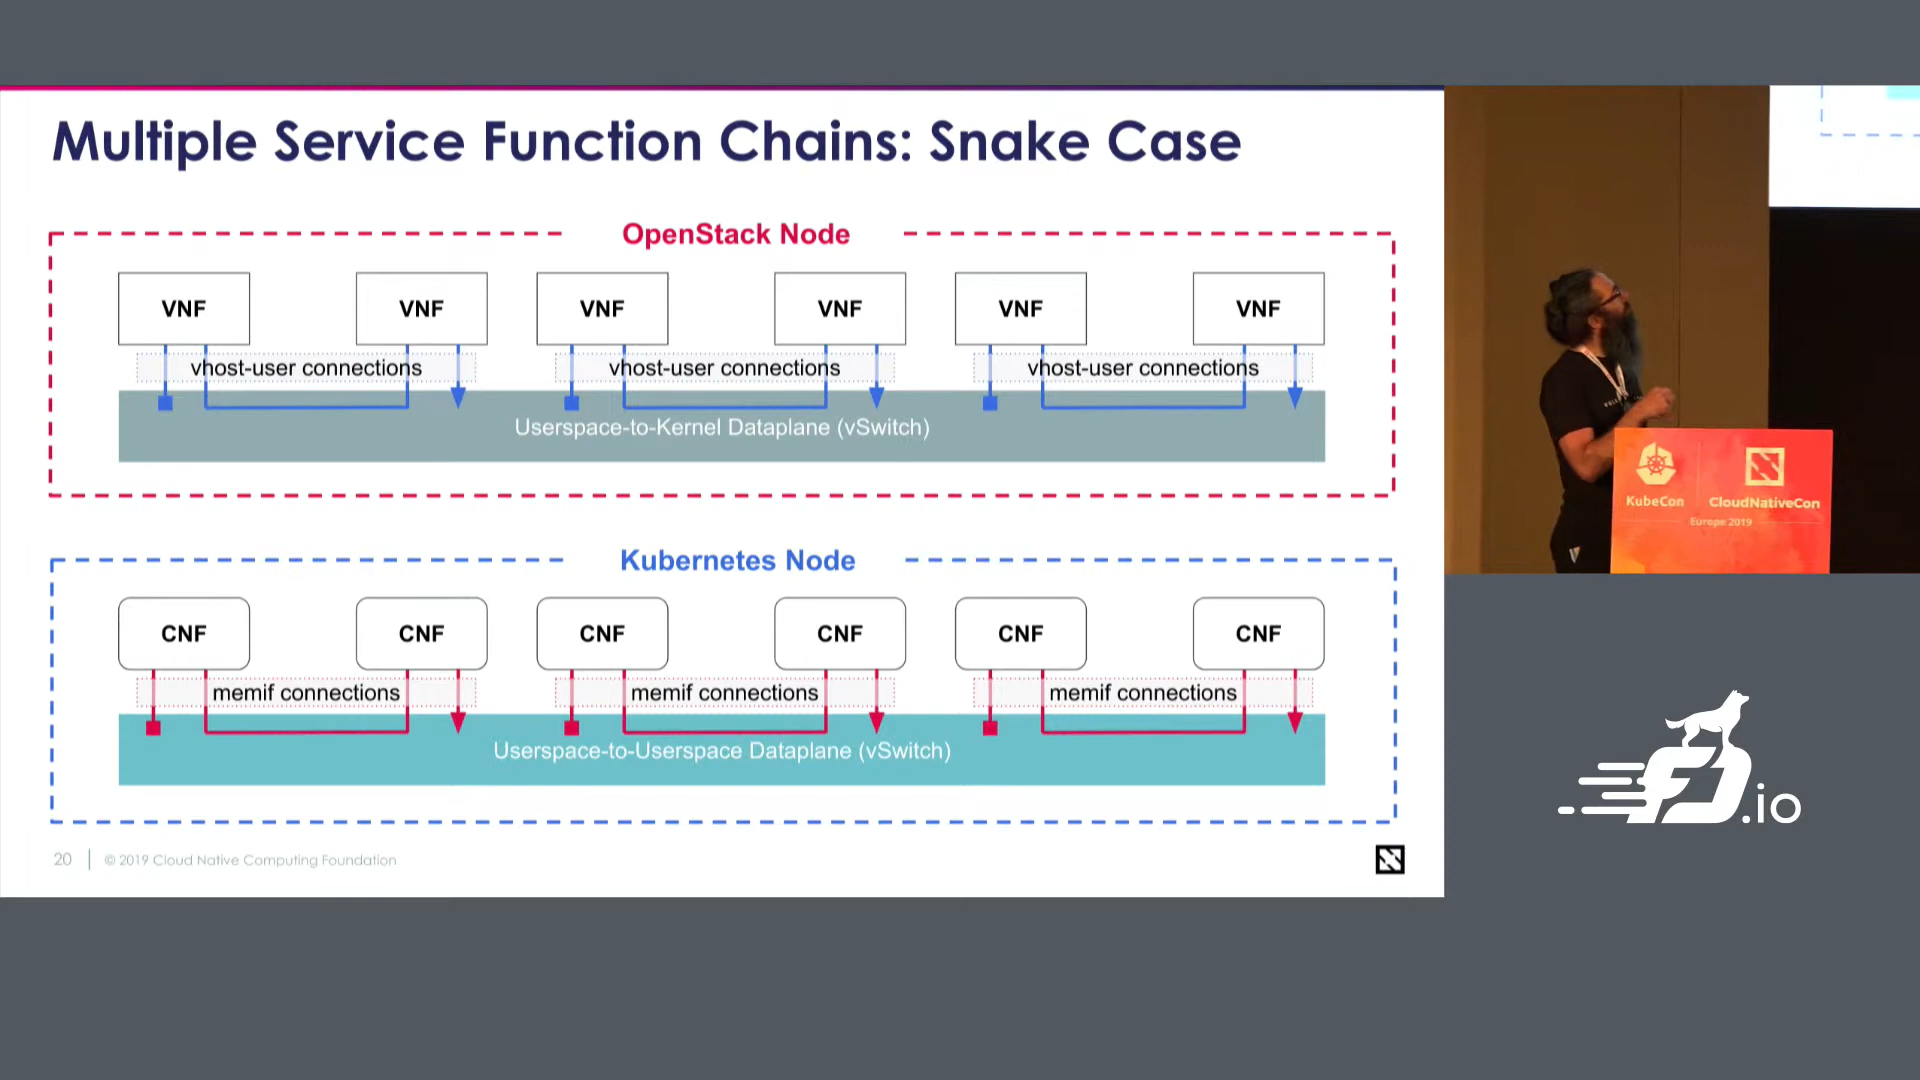 Multiple Service Function Chains: Snake Case
OpenStack Node
VNF VNF VNF VNF VNF VNF
vhost-user connections vhost-user connections vhost-user connections
Userspace-to-Kernel Dataplane (vSwitch)
Kubernetes Node
CNF CNF CNF CNF CNF CNF
memif connections memif connections memif connections
Userspace-to-Userspace Dataplane (vSwitch)
20 © 2019 Cloud Native Computing Foundation
KubeCon CloudNativeCon
Europe 2019
FD.io